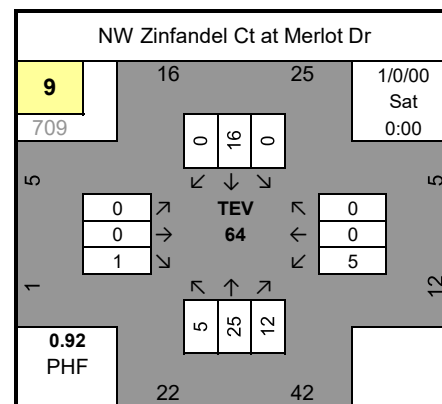 NW Zinfandel Ct at Merlot Dr
9
709
16
25
1/0/00
Sat
0:00
0 16 0
↙ ↓ ↘
5
5
0 ↗ TEV ↖ 0
0 → 64 ← 0
1 ↘ ↙ 5
1
12
↖ ↑ ↗
5 25 12
0.92
PHF
22
42